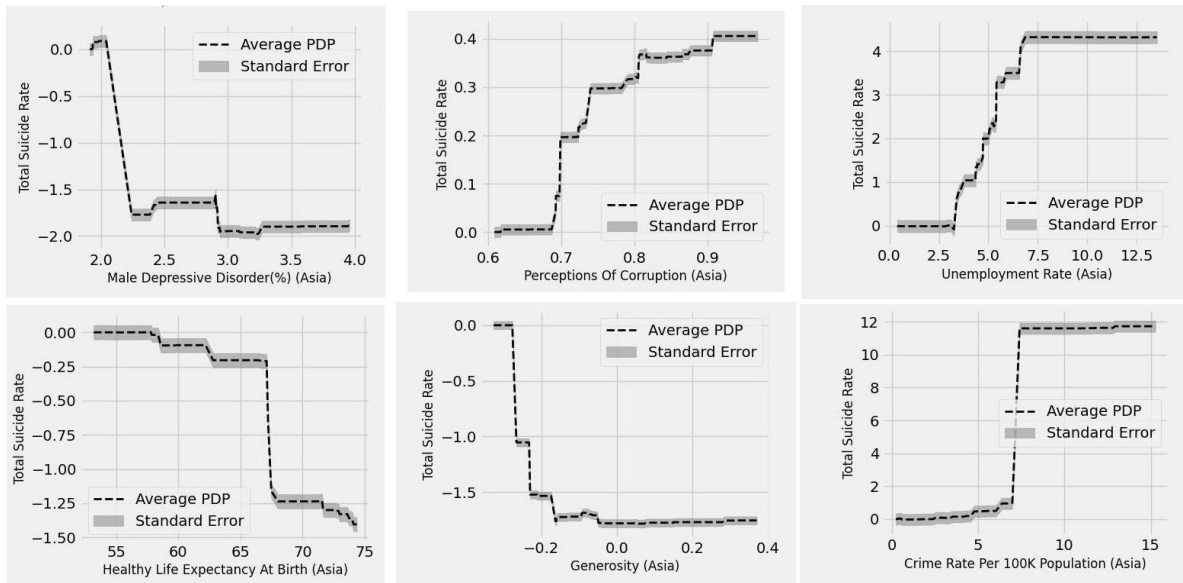 0.0
−0.5
−1.0
−1.5
−2.0
Total Suicide Rate
Average PDP
Standard Error
2.0 2.5 3.0 3.5 4.0
Male Depressive Disorder(%) (Asia)
0.4
0.3
0.2
0.1
0.0
Total Suicide Rate
Average PDP
Standard Error
0.6 0.7 0.8 0.9
Perceptions Of Corruption (Asia)
4
3
2
1
0
Total Suicide Rate
Average PDP
Standard Error
0.0 2.5 5.0 7.5 10.0 12.5
Unemployment Rate (Asia)
0.00
−0.25
−0.50
−0.75
−1.00
−1.25
−1.50
Total Suicide Rate
Average PDP
Standard Error
55 60 65 70 75
Healthy Life Expectancy At Birth (Asia)
0.0
−0.5
−1.0
−1.5
Total Suicide Rate
Average PDP
Standard Error
−0.2 0.0 0.2 0.4
Generosity (Asia)
12
10
8
6
4
2
0
Total Suicide Rate
Average PDP
Standard Error
0 5 10 15
Crime Rate Per 100K Population (Asia)